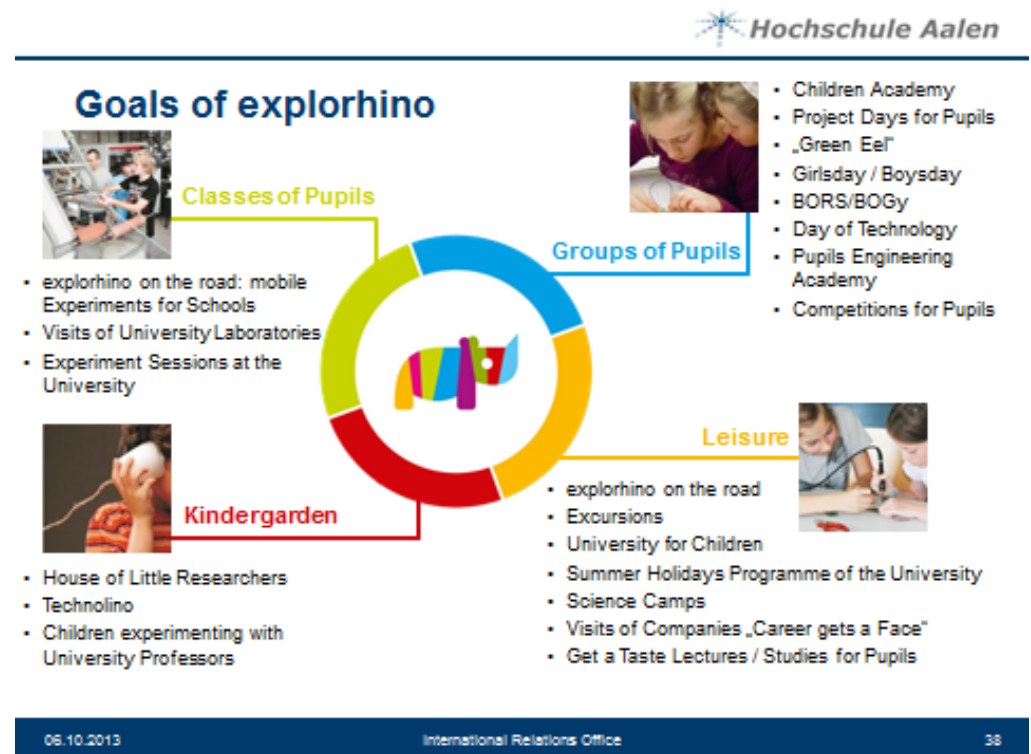 Hochschule Aalen
Goals of explorhino
Classes of Pupils
▪ explorhino on the road: mobile
Experiments for Schools
▪ Visits of University Laboratories
▪ Experiment Sessions at the
University
Groups of Pupils
▪ Children Academy
▪ Project Days for Pupils
▪ „Green Eel“
▪ Girlsday / Boysday
▪ BORS/BOGy
▪ Day of Technology
▪ Pupils Engineering
Academy
▪ Competitions for Pupils
Kindergarden
▪ House of Little Researchers
▪ Technolino
▪ Children experimenting with
University Professors
Leisure
▪ explorhino on the road
▪ Excursions
▪ University for Children
▪ Summer Holidays Programme of the University
▪ Science Camps
▪ Visits of Companies „Career gets a Face“
▪ Get a Taste Lectures / Studies for Pupils
06.10.2013
International Relations Office
38